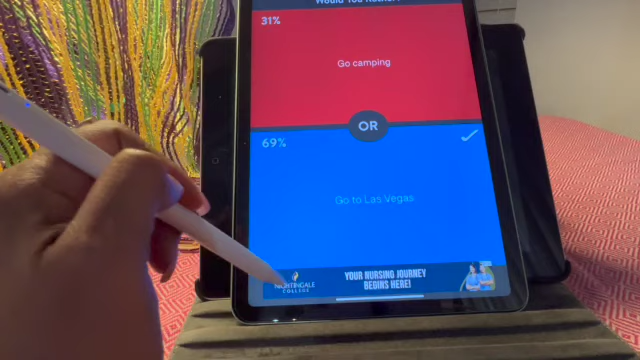 Would You Rather?
31%
Go camping
OR
69%
Go to Las Vegas
NIGHTINGALE
COLLEGE
YOUR NURSING JOURNEY
BEGINS HERE!